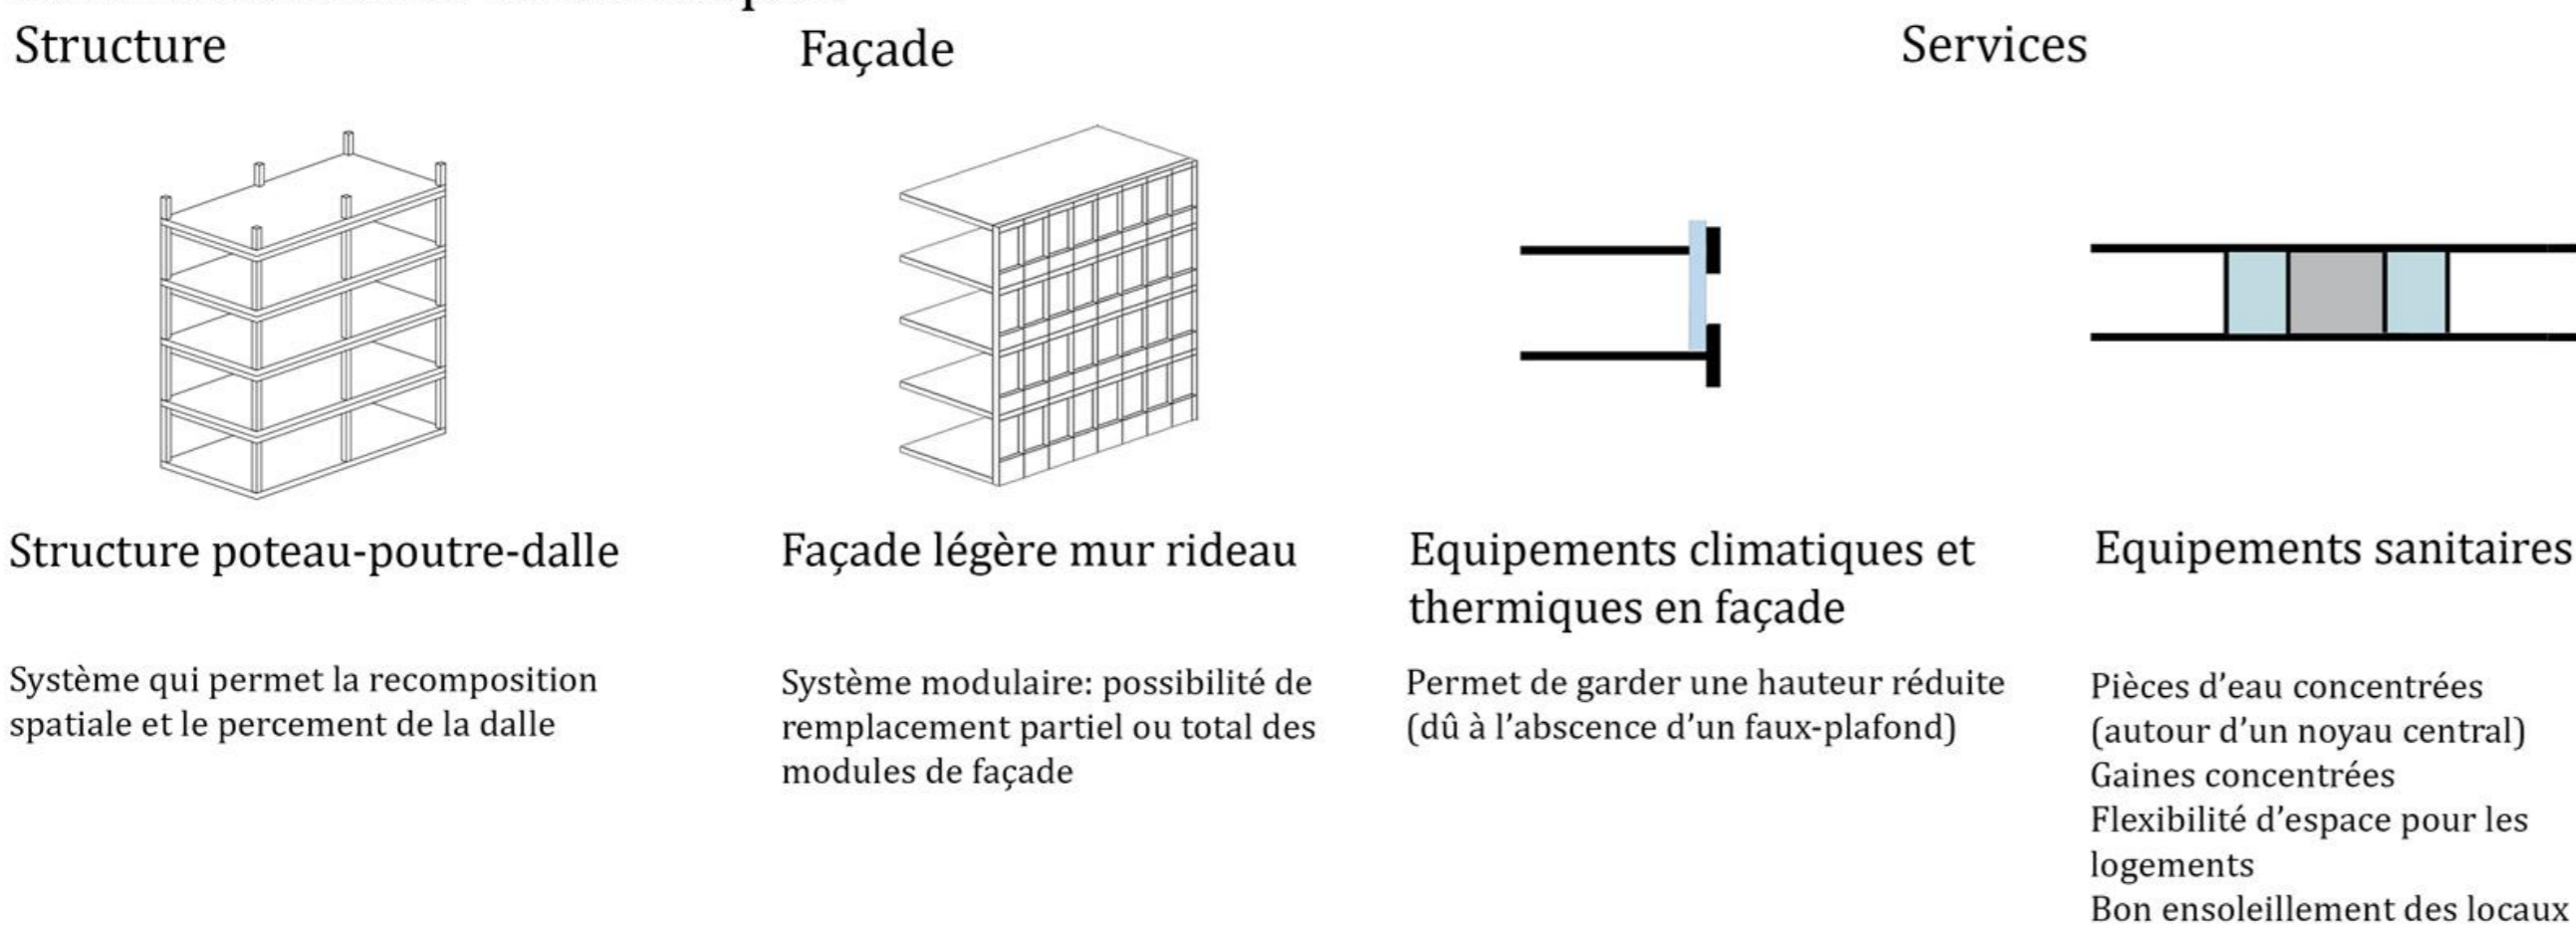 Structure
Façade
Services
Structure poteau-poutre-dalle
Système qui permet la recomposition
spatiale et le percement de la dalle
Façade légère mur rideau
Système modulaire: possibilité de
remplacement partiel ou total des
modules de façade
Equipements climatiques et
thermiques en façade
Permet de garder une hauteur réduite
(dû à l’abscence d’un faux-plafond)
Equipements sanitaires
Pièces d’eau concentrées
(autour d’un noyau central)
Gaines concentrées
Flexibilité d’espace pour les
logements
Bon ensoleillement des locaux